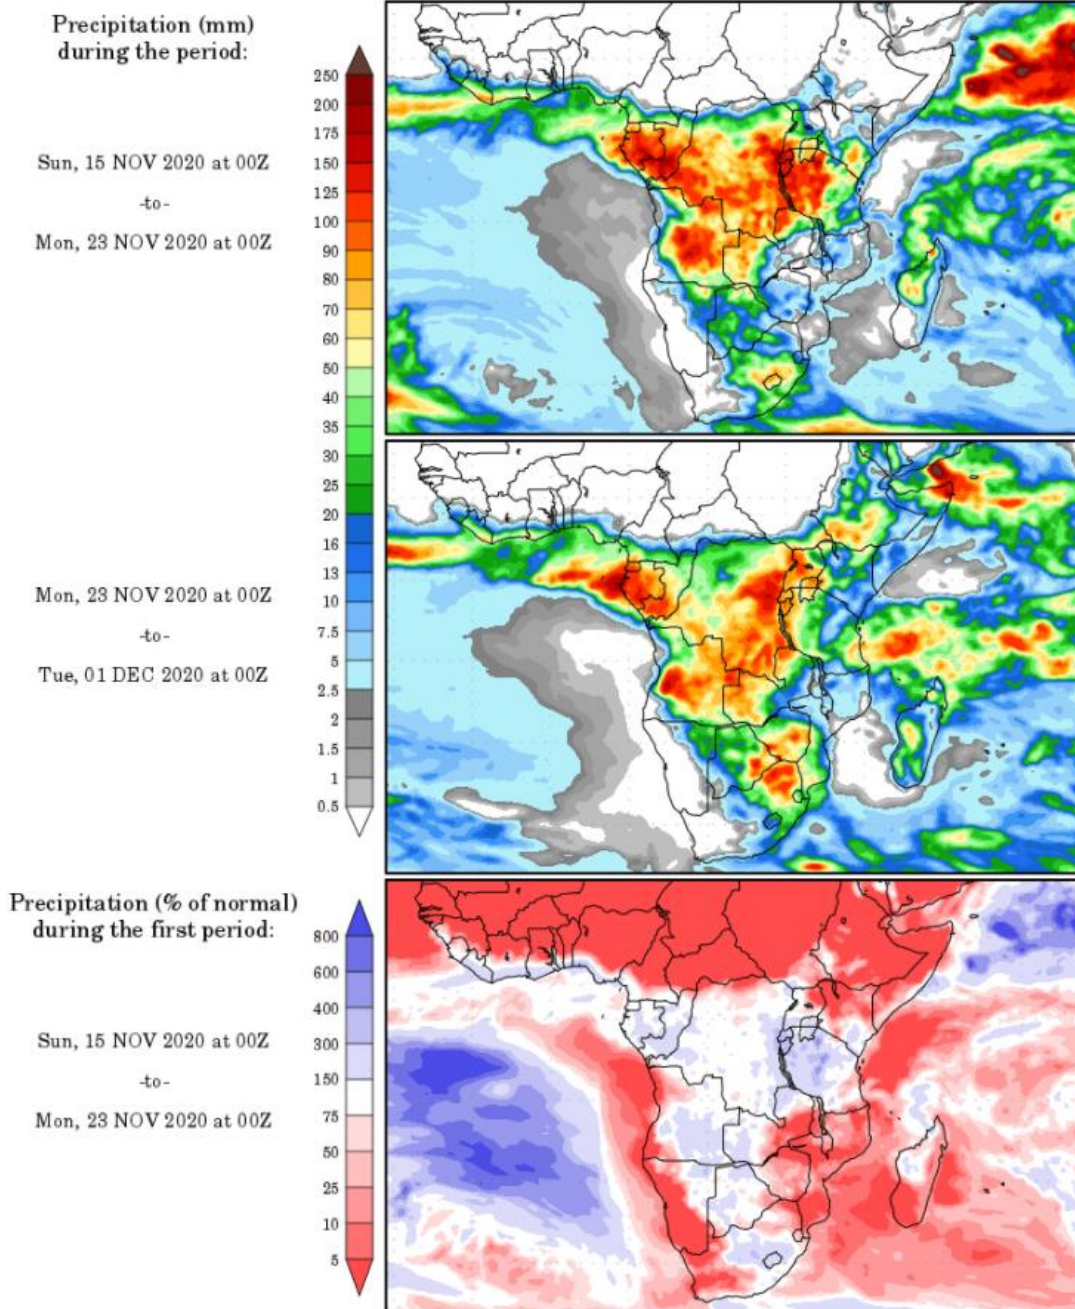 Precipitation (mm)
during the period:
Sun, 15 NOV 2020 at 00Z
-to-
Mon, 23 NOV 2020 at 00Z
250
200
175
150
125
100
90
80
70
60
50
40
35
30
25
20
16
13
10
7.5
5
2.5
2
1.5
1
0.5
Mon, 23 NOV 2020 at 00Z
-to-
Tue, 01 DEC 2020 at 00Z
Precipitation (% of normal)
during the first period:
Sun, 15 NOV 2020 at 00Z
-to-
Mon, 23 NOV 2020 at 00Z
800
600
400
300
150
75
50
25
10
5